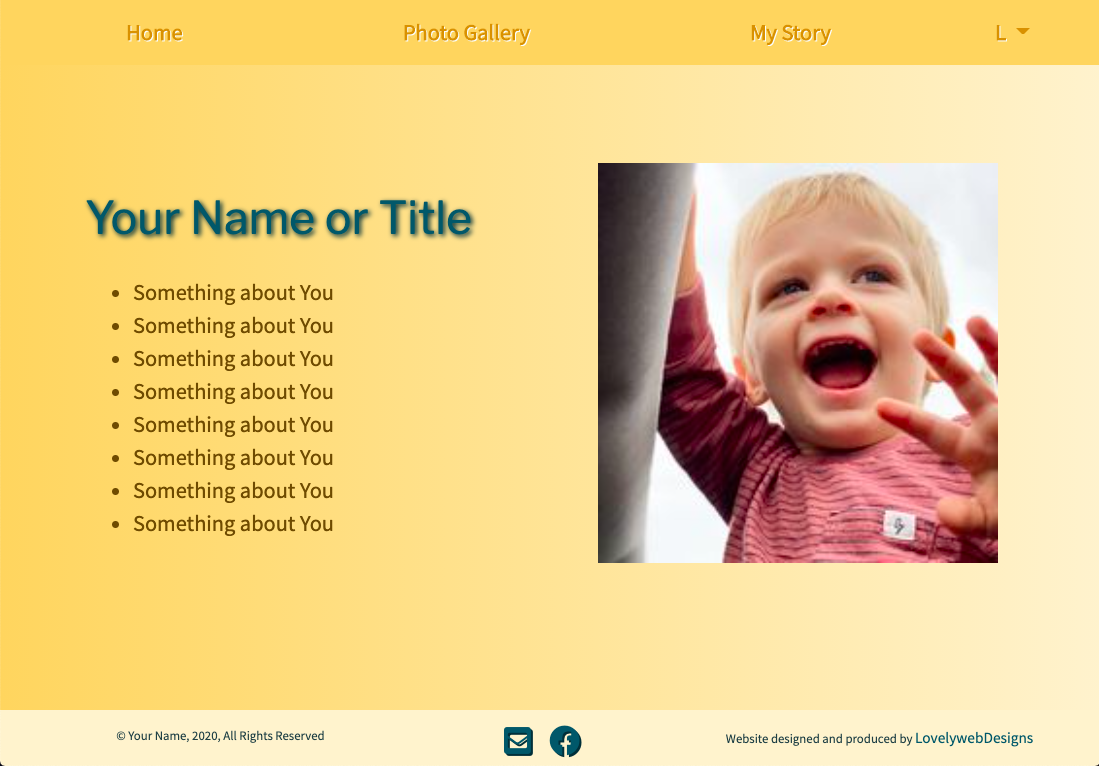 Home
Photo Gallery
My Story
L
Your Name or Title
Something about You
Something about You
Something about You
Something about You
Something about You
Something about You
Something about You
Something about You
© Your Name, 2020, All Rights Reserved
Website designed and produced by LovelywebDesigns